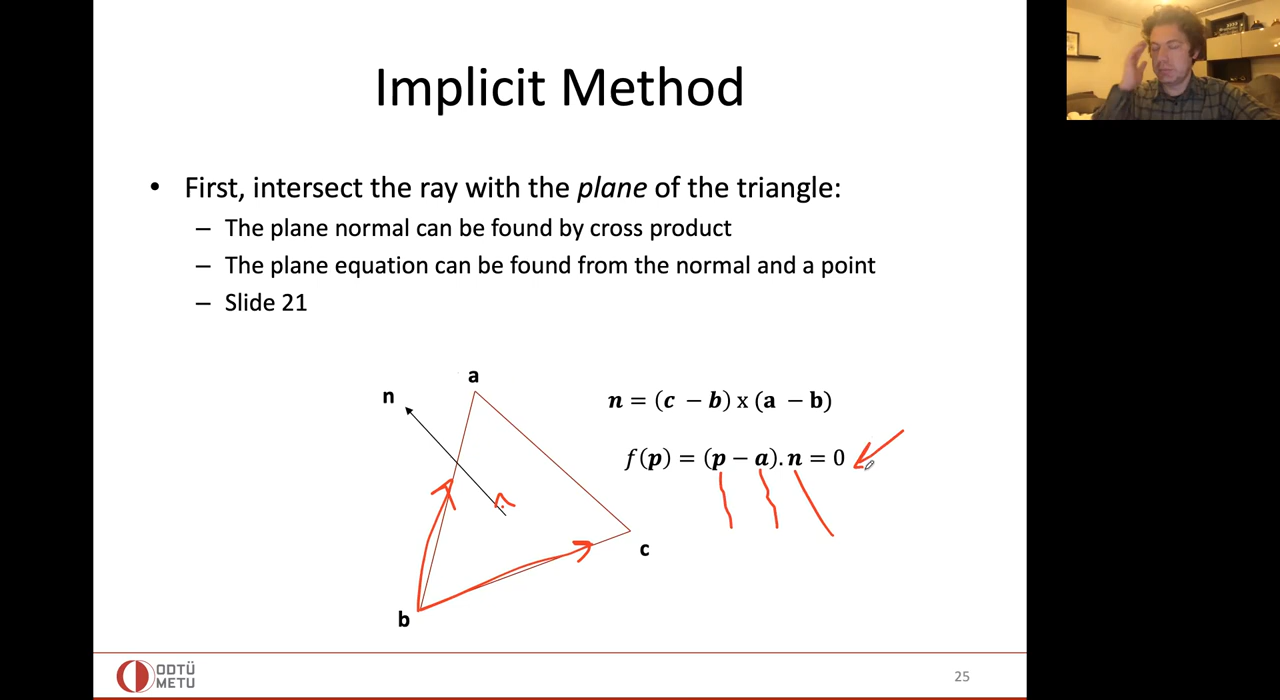 Implicit Method
• First, intersect the ray with the plane of the triangle:
– The plane normal can be found by cross product
– The plane equation can be found from the normal and a point
– Slide 21
a
n
n = (c − b) x (a − b)
f(p) = (p − a). n = 0
c
b
ODTÜ
METU
25